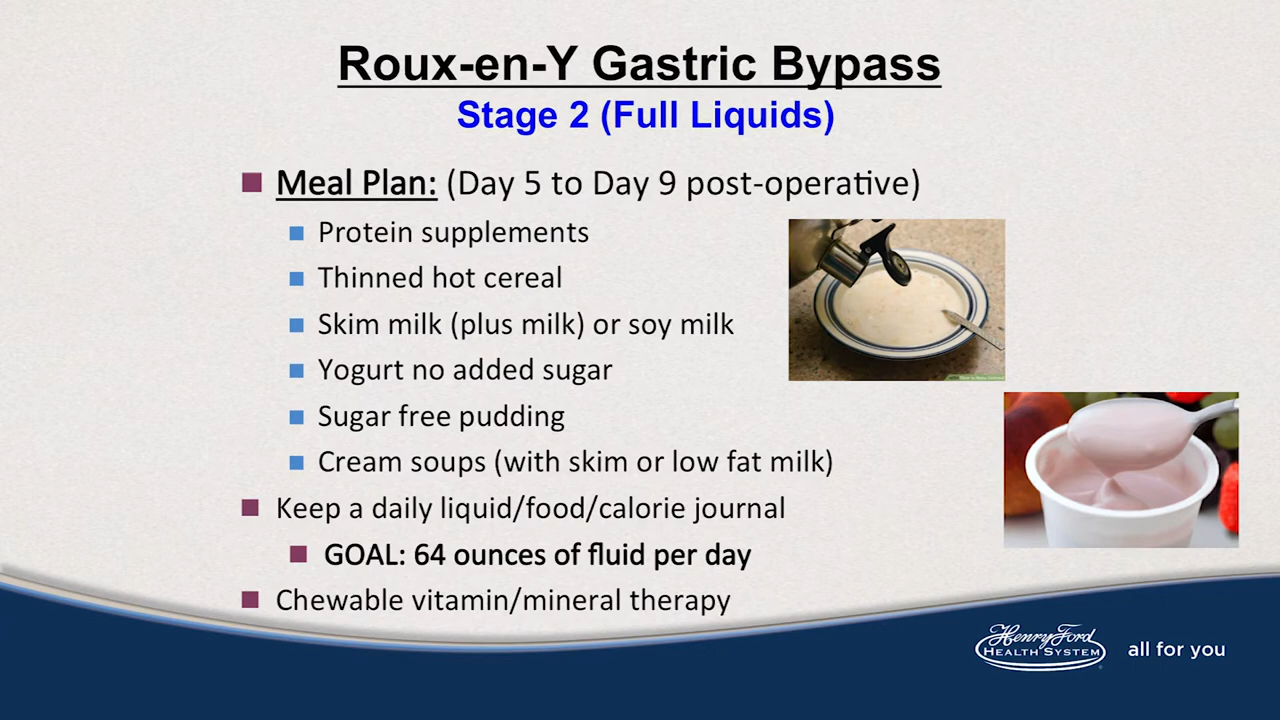 Roux-en-Y Gastric Bypass
Stage 2 (Full Liquids)
Meal Plan: (Day 5 to Day 9 post-operative)
Protein supplements
Thinned hot cereal
Skim milk (plus milk) or soy milk
Yogurt no added sugar
Sugar free pudding
Cream soups (with skim or low fat milk)
Keep a daily liquid/food/calorie journal
GOAL: 64 ounces of fluid per day
Chewable vitamin/mineral therapy
Henry Ford
HEALTH SYSTEM
all for you